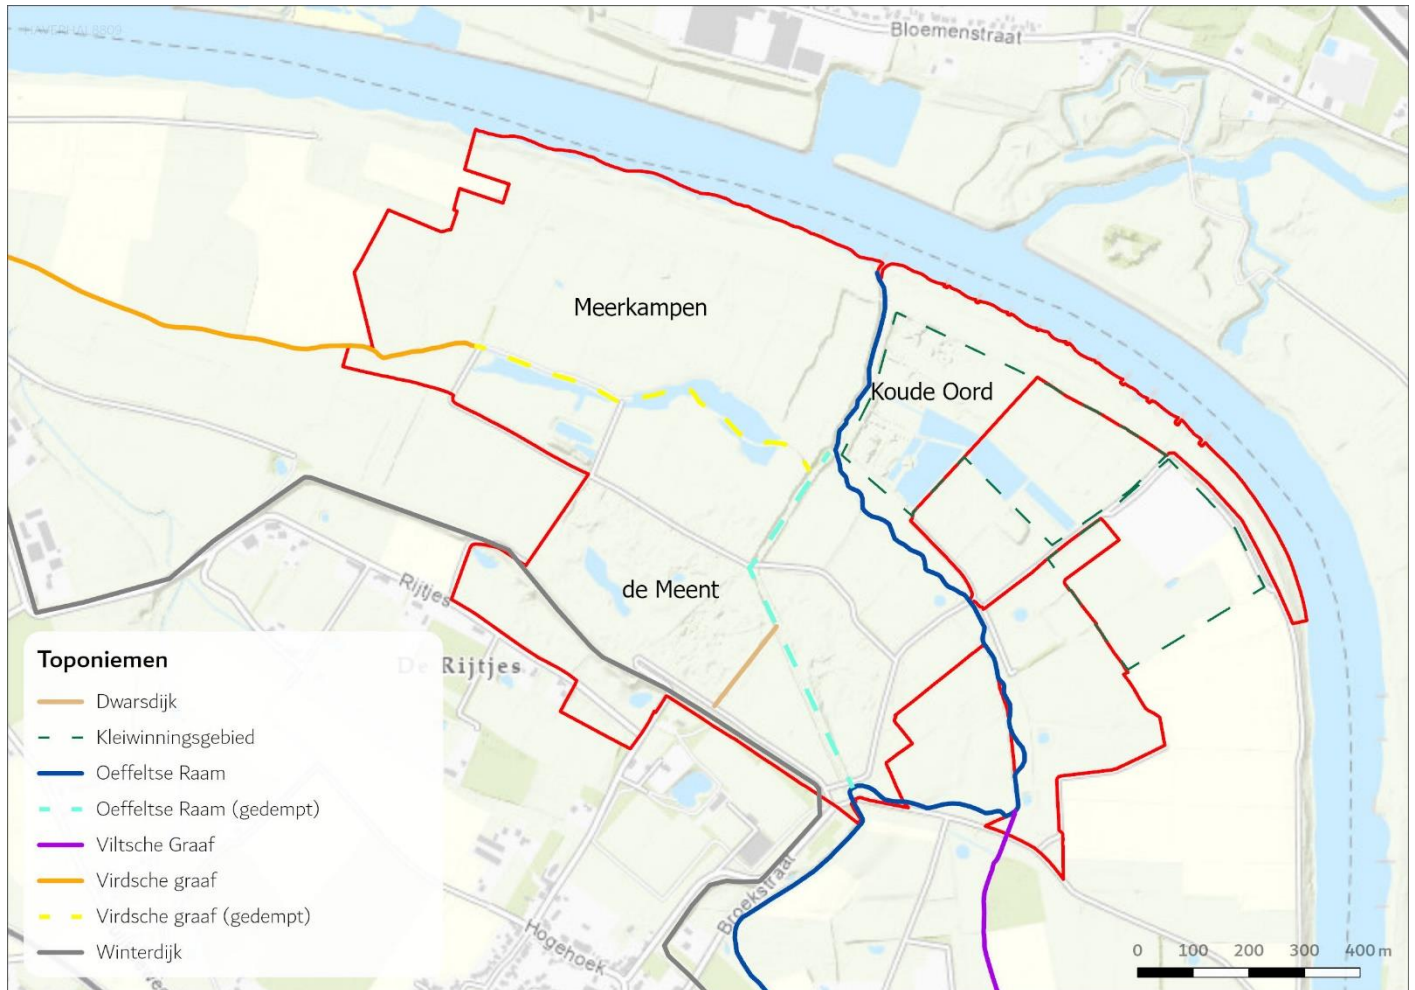 HAVERHAL8809
Bloemenstraat
Meerkampen
Koude Oord
de Meent
Rijtjes
De Rijtjes
Broekstraat
Hogehoek
Toponiemen
Dwarsdijk
Kleiwinningsgebied
Oeffeltse Raam
Oeffeltse Raam (gedempt)
Viltsche Graaf
Virdsche graaf
Virdsche graaf (gedempt)
Winterdijk
0 100 200 300 400 m